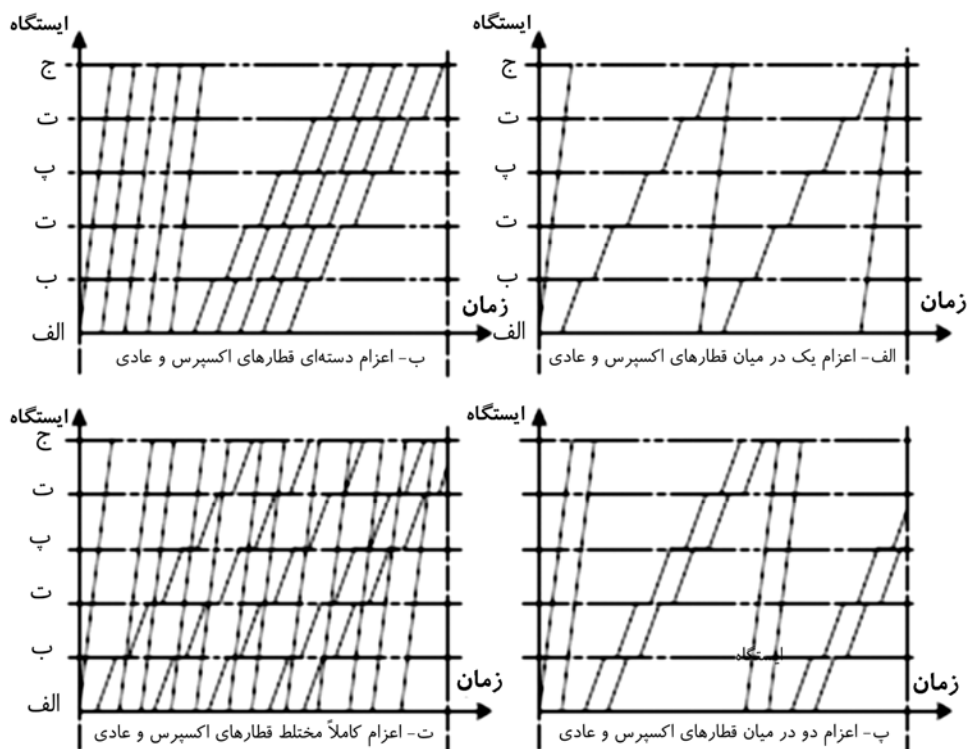 ایستگاه
ج
ت
پ
ت
ب
الف
زمان
الف- اعزام یک در میان قطارهای اکسپرس و عادی
ایستگاه
ج
ت
پ
ت
ب
الف
زمان
ب- اعزام دسته‌ای قطارهای اکسپرس و عادی
ایستگاه
ایستگاه
زمان
پ- اعزام دو در میان قطارهای اکسپرس و عادی
ایستگاه
ج
ت
پ
ت
ب
الف
زمان
ت- اعزام کاملاً مختلط قطارهای اکسپرس و عادی